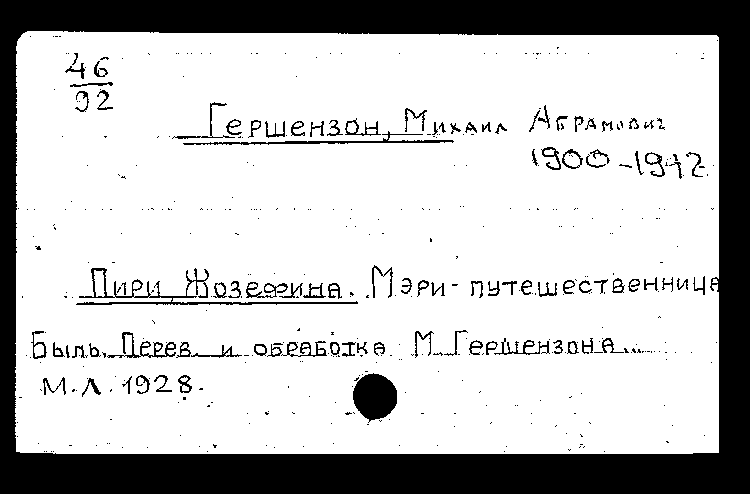 46
92
Гершензон, Михаил Абрамович
1900-1942
Пири, Жозефина. Мэри-путешественница
Быль. Перев. и обработка М. Гершензона...
М.-Л. 1928.